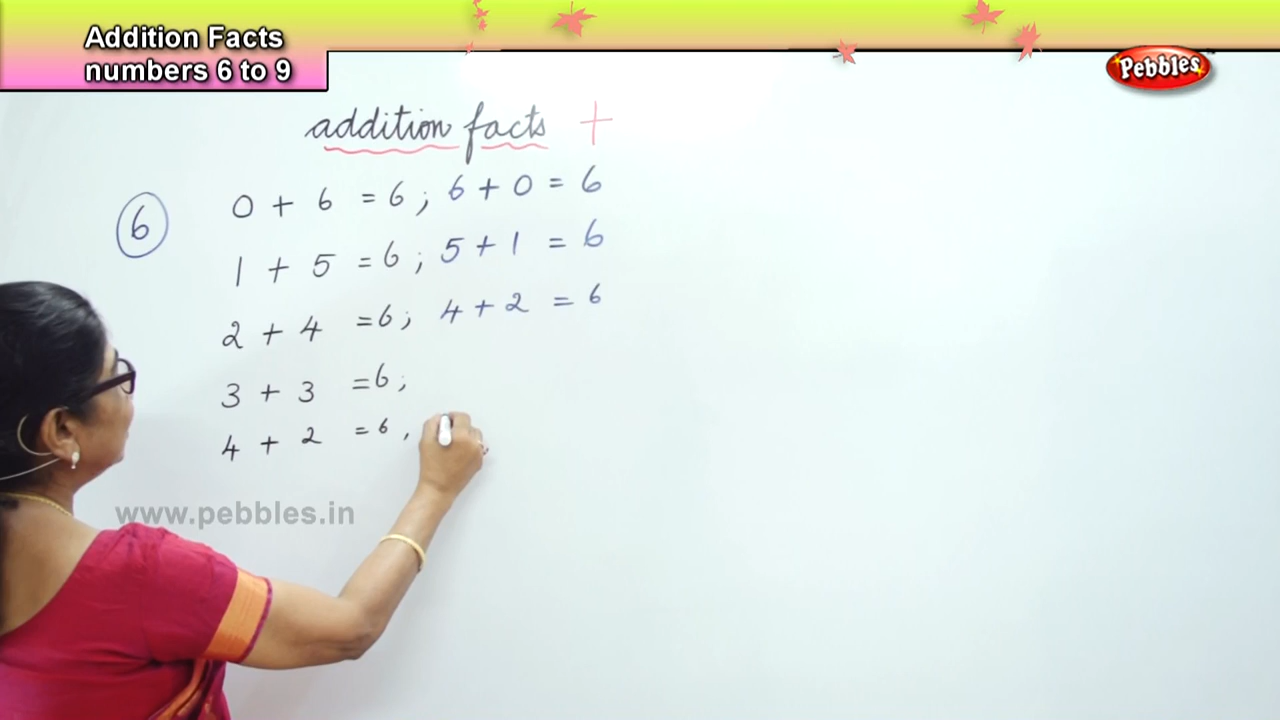 Addition Facts
numbers 6 to 9
Pebbles
addition facts +
6
0 + 6 = 6 ; 6 + 0 = 6
1 + 5 = 6 ; 5 + 1 = 6
2 + 4 = 6 ; 4 + 2 = 6
3 + 3 = 6 ;
4 + 2 = 6 ,
www.pebbles.in